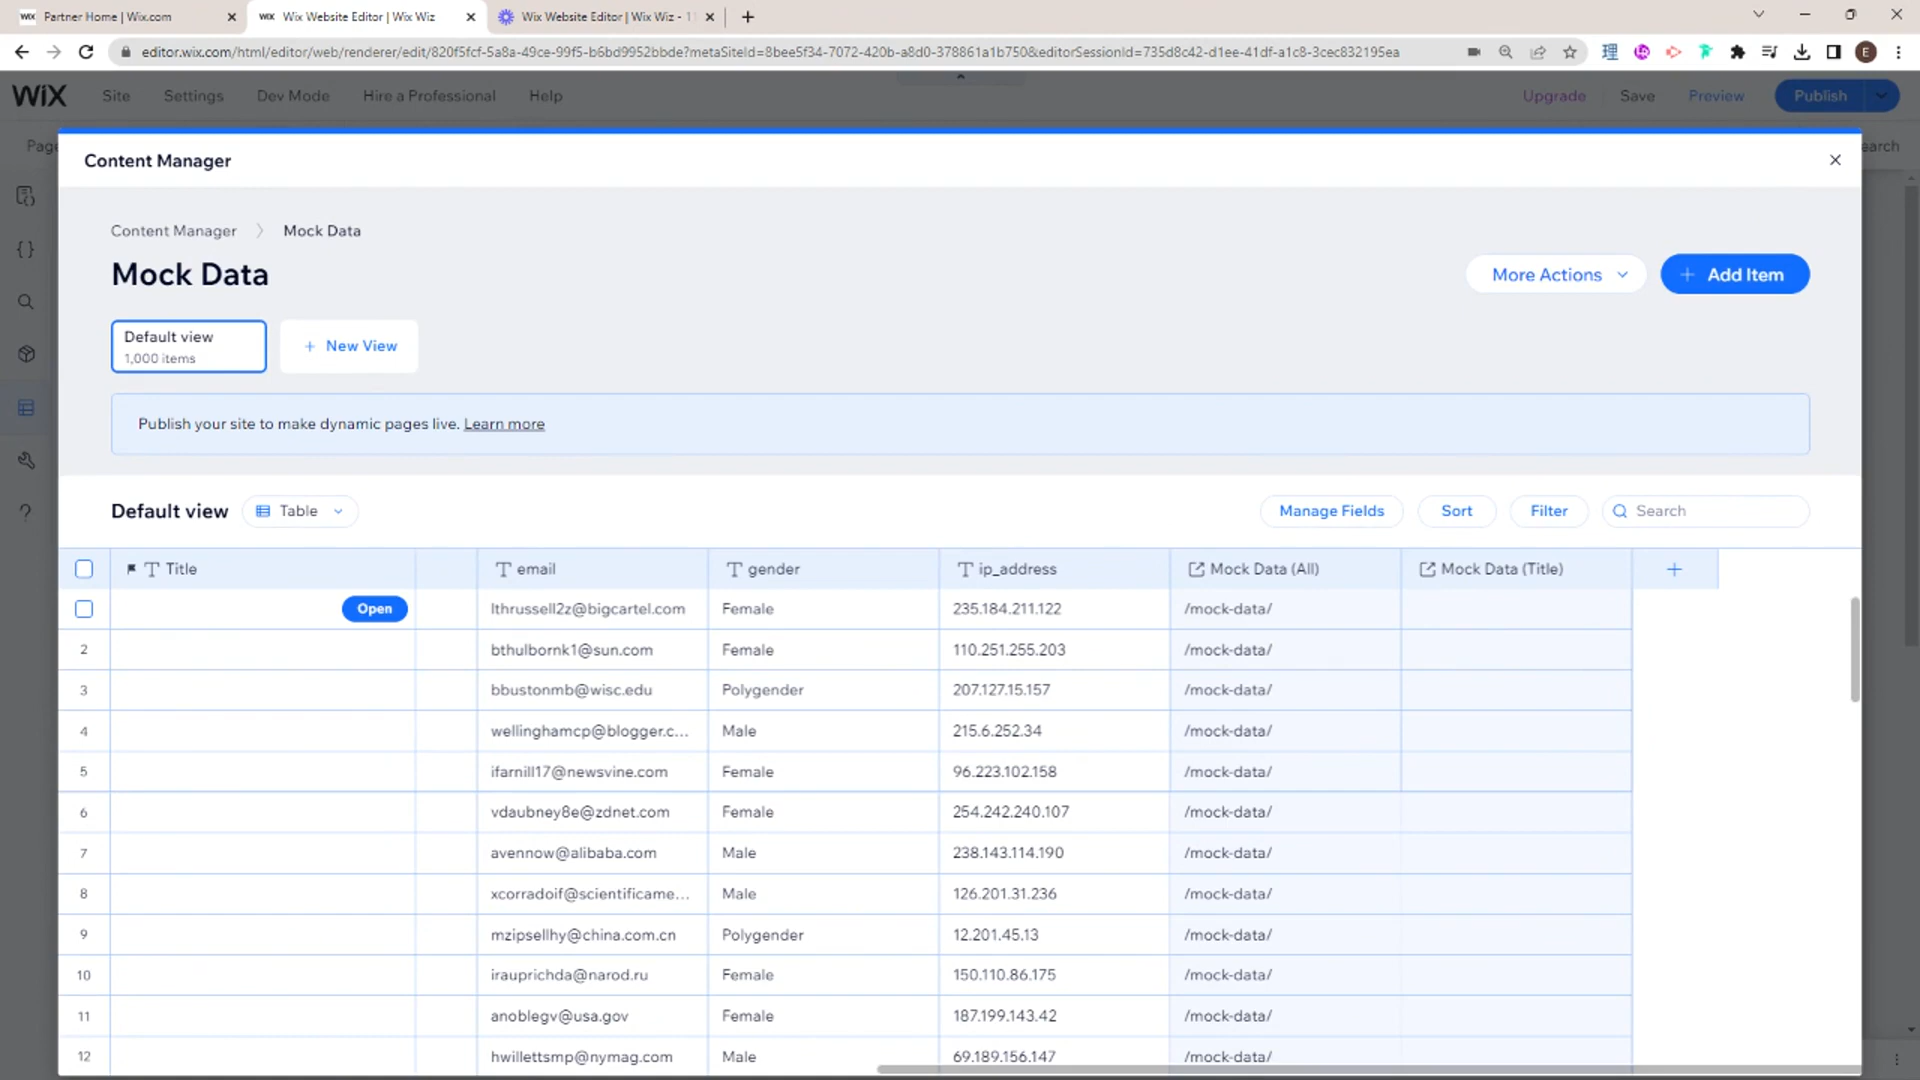 WIX Partner Home | Wix.com
WIX Wix Website Editor | Wix Wiz
Wix Website Editor | Wix Wiz - 1
editor.wix.com/html/editor/web/renderer/edit/820f5fcf-5a8a-49ce-99f5-b6bd9952bbde?metaSiteId=8bee5f34-7072-420b-a8d0-378861a1b750&editorSessionId=735d8c42-d1ee-41df-a1c8-3cec832195ea
理
E
WiX Site Settings Dev Mode Hire a Professional Help Upgrade Save Preview Publish
Page
earch
Content Manager
Content Manager > Mock Data
Mock Data
More Actions
+ Add Item
Default view
1,000 items
+ New View
Publish your site to make dynamic pages live. Learn more
Default view Table Manage Fields Sort Filter Search
Title email gender ip_address Mock Data (All) Mock Data (Title) +
Open lthrussell2z@bigcartel.com Female 235.184.211.122 /mock-data/
2 bthulbornk1@sun.com Female 110.251.255.203 /mock-data/
3 bbustonmb@wisc.edu Polygender 207.127.15.157 /mock-data/
4 wellinghamcp@blogger.c... Male 215.6.252.34 /mock-data/
5 ifarnill17@newsvine.com Female 96.223.102.158 /mock-data/
6 vdaubney8e@zdnet.com Female 254.242.240.107 /mock-data/
7 avennow@alibaba.com Male 238.143.114.190 /mock-data/
8 xcorradoif@scientificame... Male 126.201.31.236 /mock-data/
9 mzipsellhy@china.com.cn Polygender 12.201.45.13 /mock-data/
10 irauprichda@narod.ru Female 150.110.86.175 /mock-data/
11 anoblegv@usa.gov Female 187.199.143.42 /mock-data/
12 hwillettsmp@nymag.com Male 69.189.156.147 /mock-data/